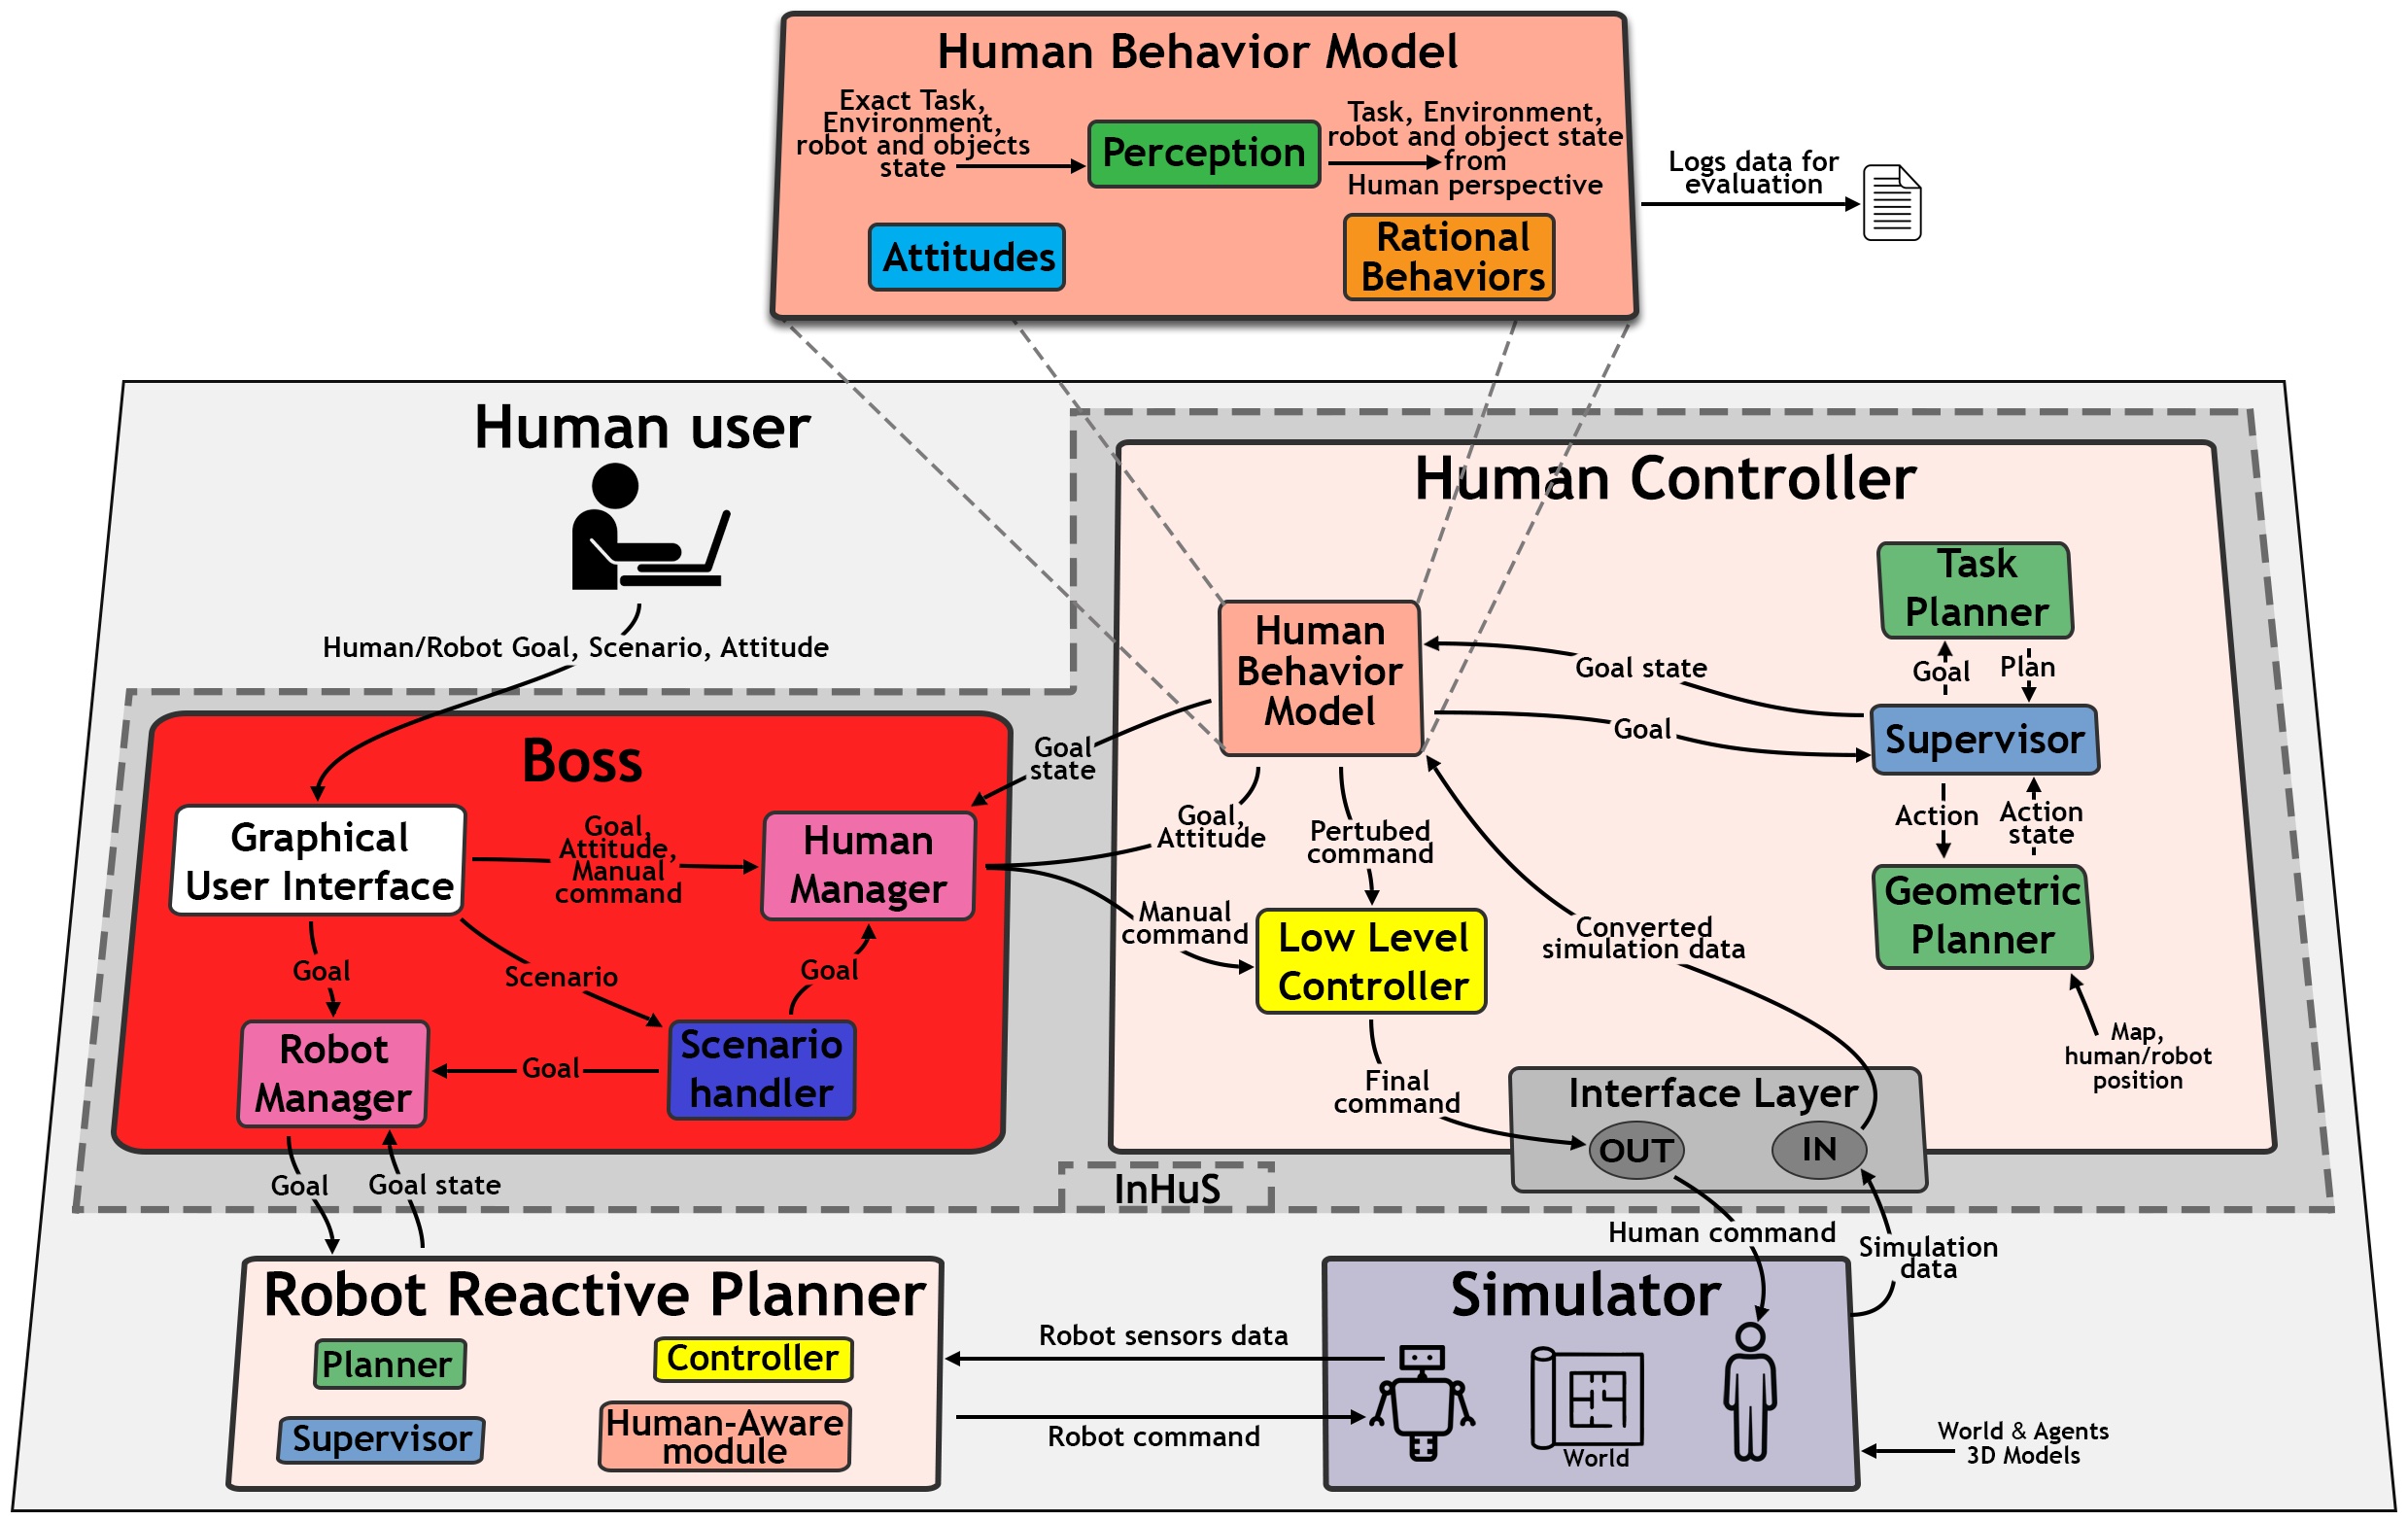 Human Behavior Model
Exact Task,
Environment,
robot and objects
state
Perception
Task, Environment,
robot and object state
from
Human perspective
Attitudes
Rational
Behaviors
Logs data for
evaluation
Human user
Human/Robot Goal, Scenario, Attitude
Boss
Graphical
User Interface
Goal,
Attitude,
Manual
command
Human
Manager
Goal
Scenario
Goal
Robot
Manager
Goal
Scenario
handler
Goal
state
Human Controller
Human
Behavior
Model
Goal state
Goal
Task
Planner
Goal
Plan
Supervisor
Action
Action
state
Geometric
Planner
Map,
human/robot
position
Goal,
Attitude
Pertubed
command
Manual
command
Low Level
Controller
Converted
simulation data
Final
command
Interface Layer
OUT
IN
InHuS
Goal
Goal state
Human command
Simulation
data
Robot Reactive Planner
Planner
Controller
Supervisor
Human-Aware
module
Robot sensors data
Robot command
Simulator
World
World & Agents
3D Models